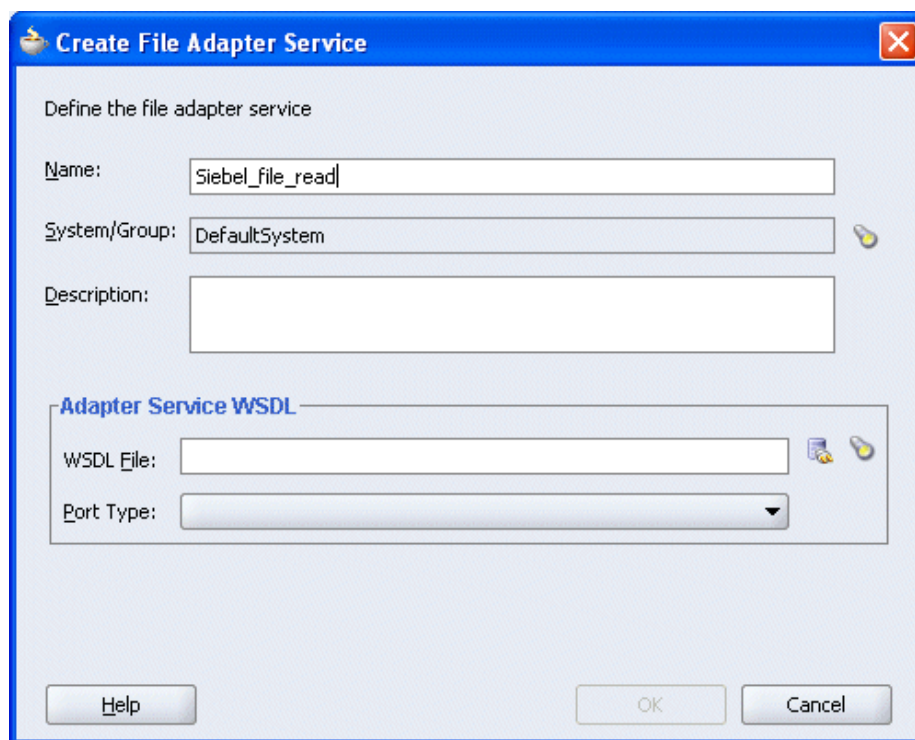 Create File Adapter Service
Define the file adapter service
Name: Siebel_file_read
System/Group: DefaultSystem
Description:
Adapter Service WSDL
WSDL File:
Port Type:
Help OK Cancel